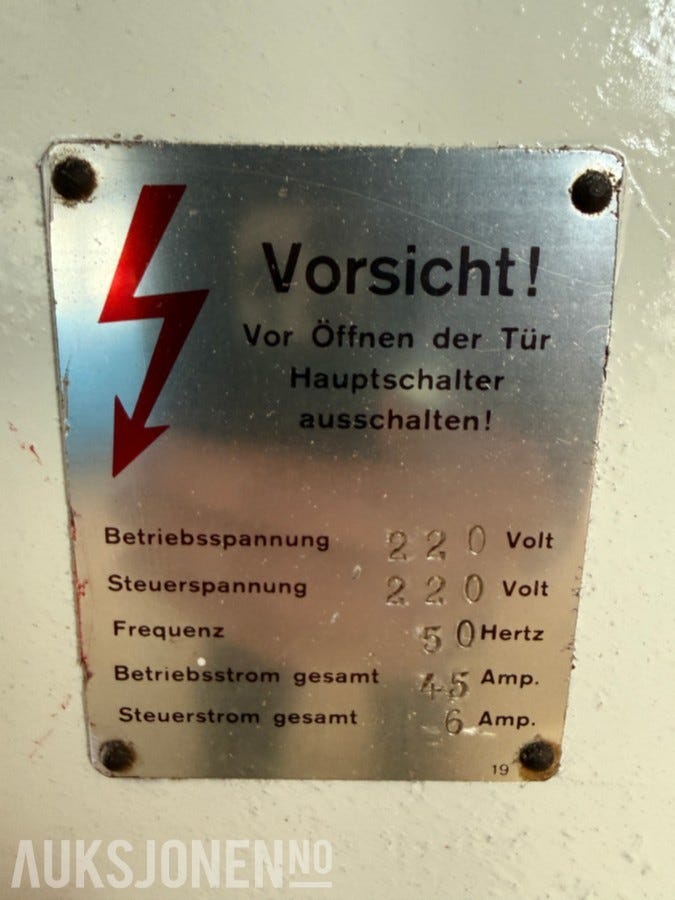 Vorsicht!
Vor Öffnen der Tür
Hauptschalter
ausschalten!
Betriebsspannung 220 Volt
Steuerspannung 220 Volt
Frequenz 50 Hertz
Betriebsstrom gesamt 45 Amp.
Steuerstrom gesamt 6 Amp.
19
AUKSJONEN.NO